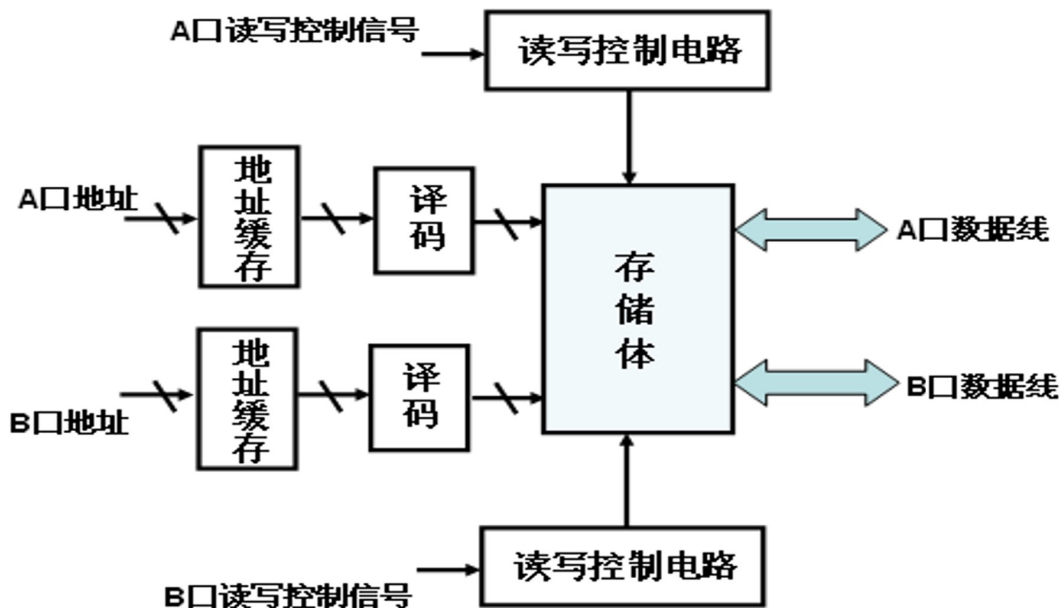 A口读写控制信号
读写控制电路
A口地址
地址缓存
译码
存储体
A口数据线
B口地址
地址缓存
译码
B口数据线
B口读写控制信号
读写控制电路